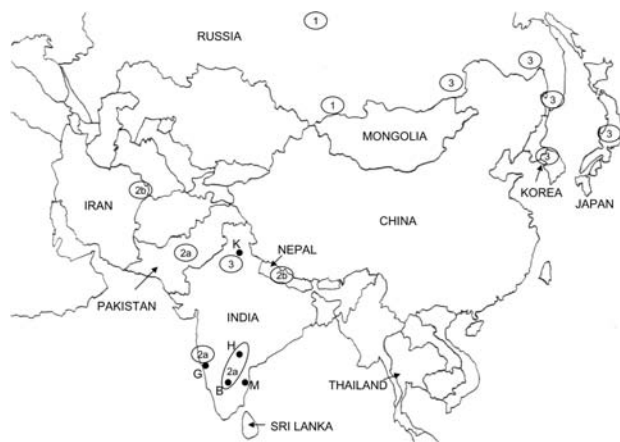 1
RUSSIA
3
3
1
3
MONGOLIA
3
3
KOREA
JAPAN
IRAN
2b
CHINA
K
NEPAL
2a
3
2b
PAKISTAN
INDIA
H
2a
G
2a
B
M
THAILAND
SRI LANKA